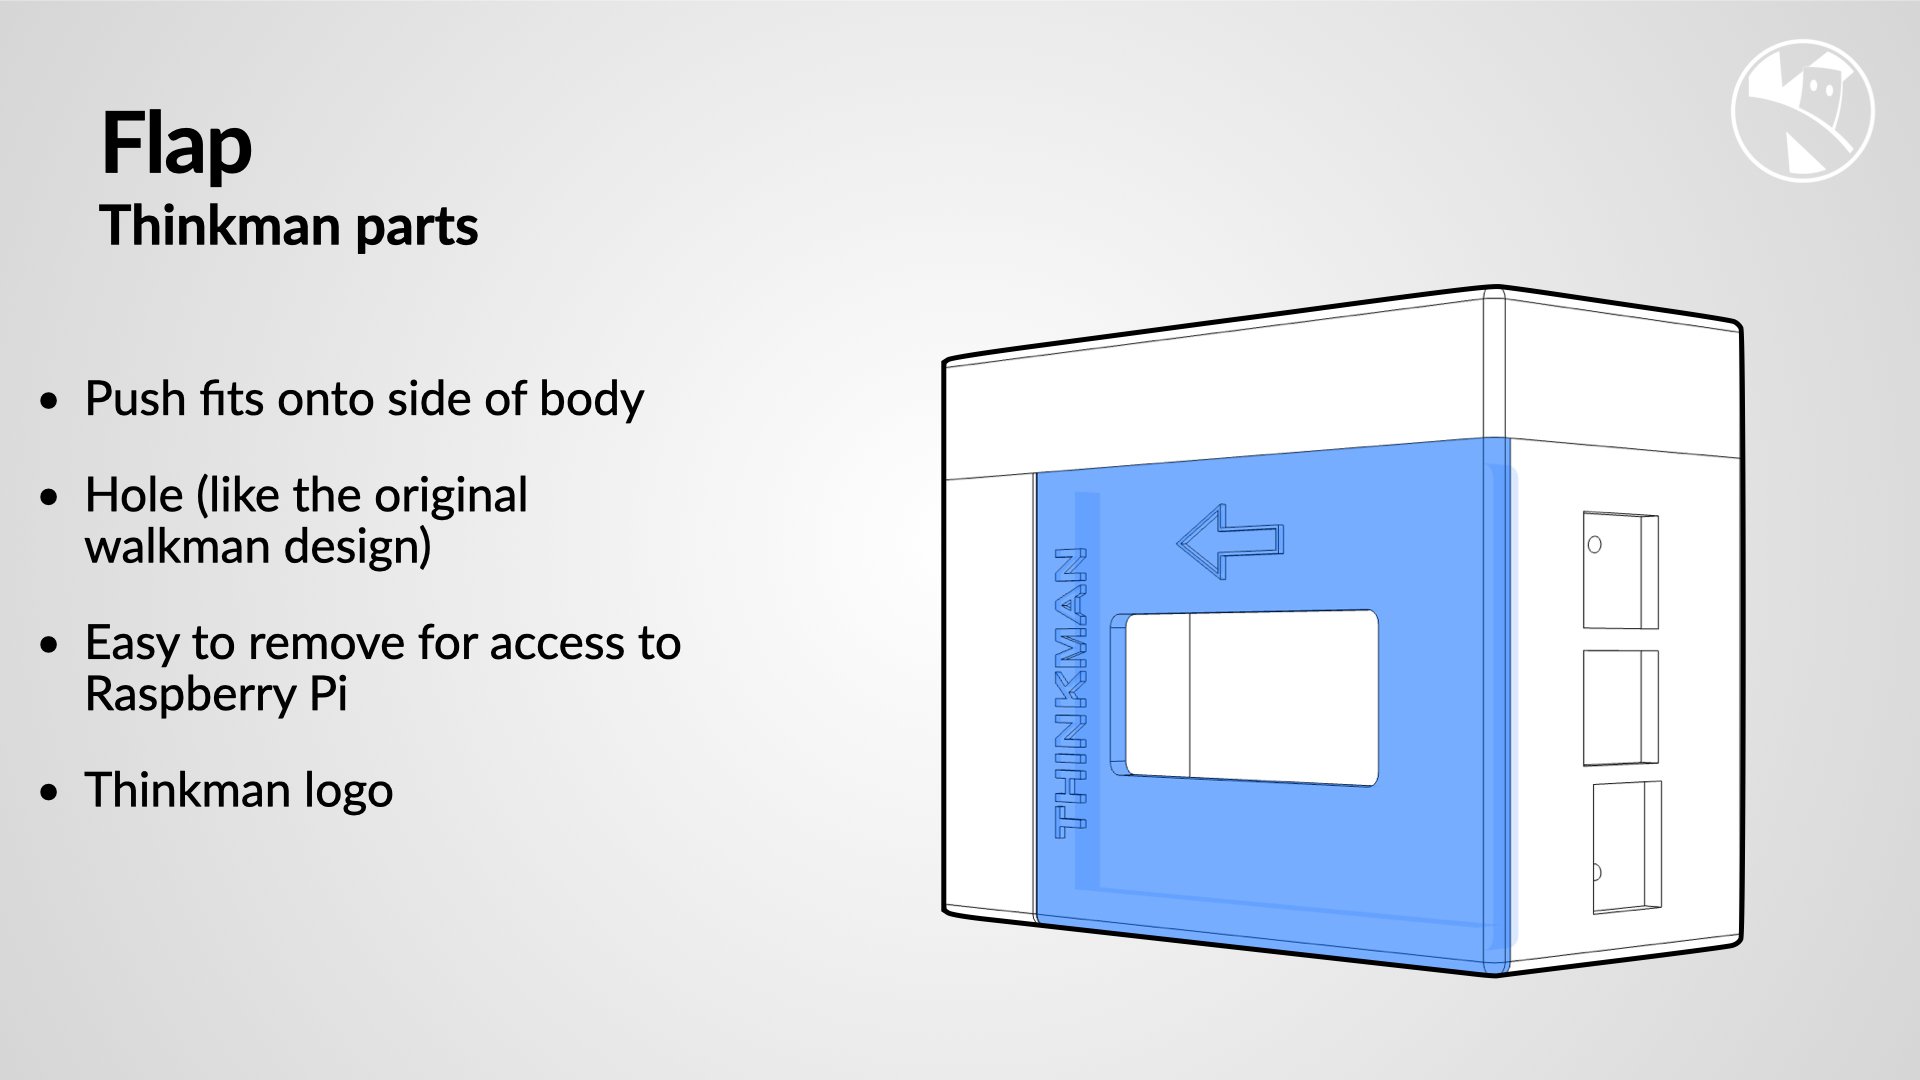 Flap
Thinkman parts
• Push fits onto side of body
• Hole (like the original
walkman design)
• Easy to remove for access to
Raspberry Pi
• Thinkman logo
THINKMAN